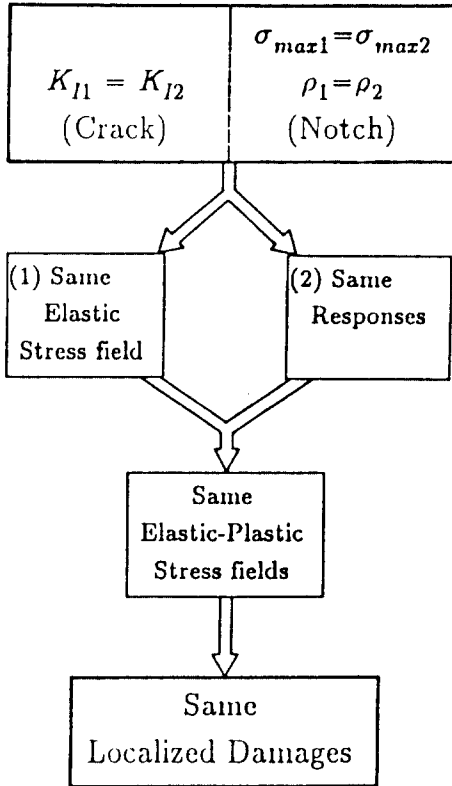 K_{I1} = K_{I2}
(Crack)
σ_{max1}=σ_{max2}
ρ_1=ρ_2
(Notch)
(1) Same
Elastic
Stress field
(2) Same
Responses
Same
Elastic-Plastic
Stress fields
Same
Localized Damages